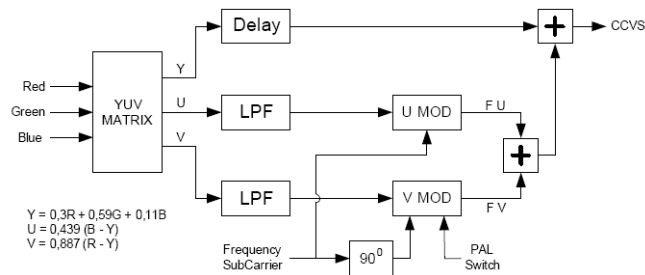 Delay
+
CCVS
Y
Red
Green
Blue
YUV
MATRIX
U
LPF
U MOD
F U
V
+
LPF
V MOD
F V
Y = 0,3R + 0,59G + 0,11B
U = 0,439 (B - Y)
V = 0,887 (R - Y)
Frequency
SubCarrier
90⁰
PAL
Switch